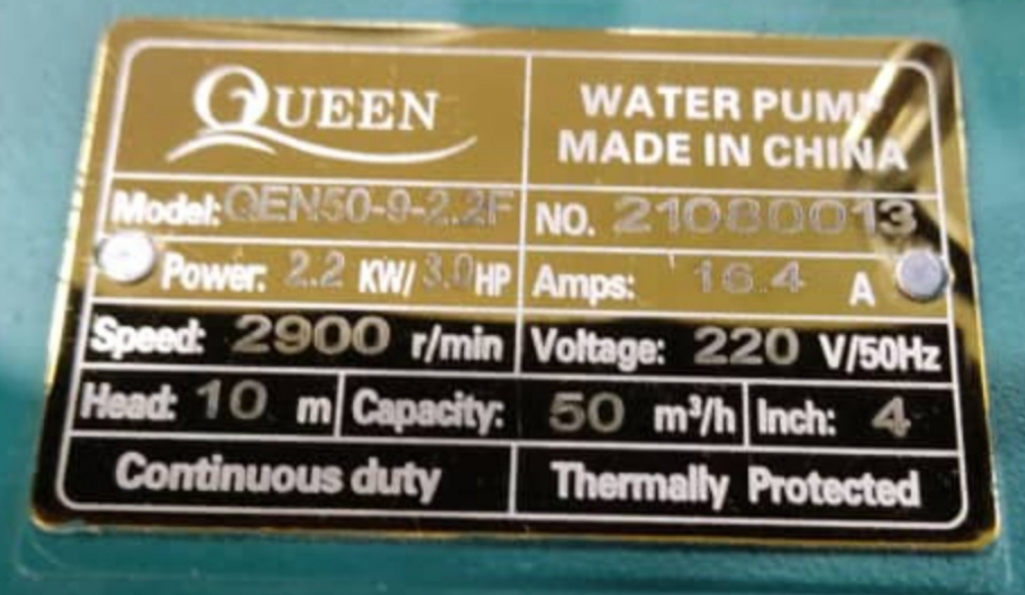 QUEEN
WATER PUMP
MADE IN CHINA
Model: QEN50-9-2.2F NO. 21080013
Power: 2.2 KW/ 3.0 HP Amps: 16.4 A
Speed: 2900 r/min Voltage: 220 V/50Hz
Head: 10 m Capacity: 50 m³/h Inch: 4
Continuous duty Thermally Protected